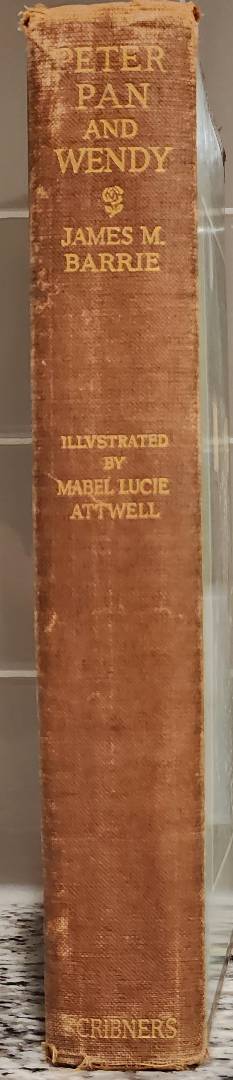 PETER
PAN
AND
WENDY
JAMES M.
BARRIE
ILLVSTRATED
BY
MABEL LUCIE
ATTWELL
SCRIBNERS